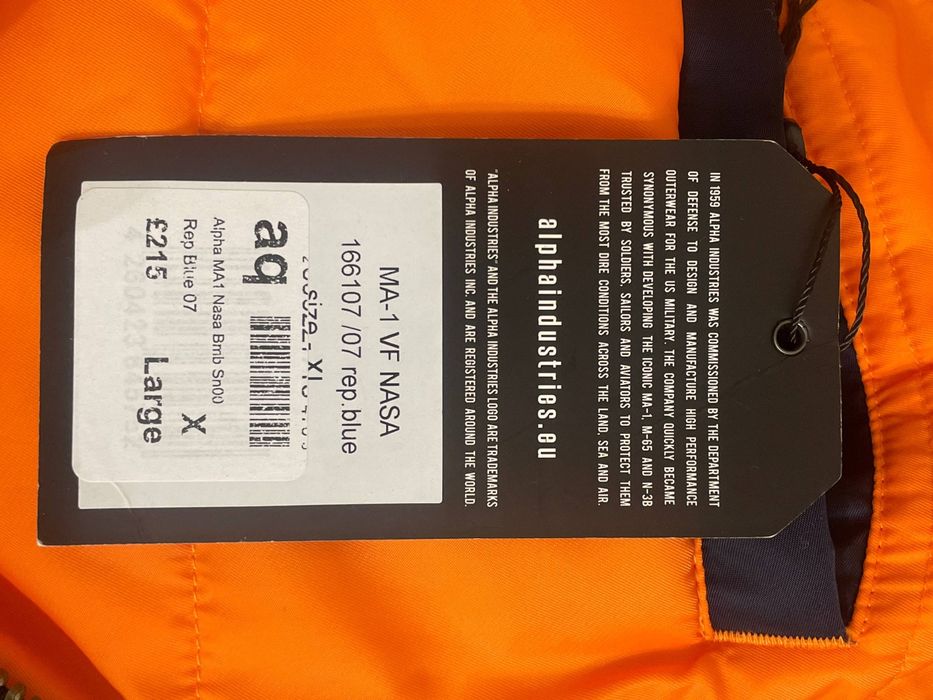 IN 1959 ALPHA INDUSTRIES WAS COMMISSIONED BY THE DEPARTMENT
OF DEFENSE TO DESIGN AND MANUFACTURE HIGH PERFORMANCE
OUTERWEAR FOR THE US MILITARY. THE COMPANY QUICKLY BECAME
SYNONYMOUS WITH DEVELOPING THE ICONIC MA-1, M-65 AND N-3B
TRUSTED BY SOLDIERS, SAILORS AND AVIATORS TO PROTECT THEM
FROM THE MOST DIRE CONDITIONS ACROSS THE LAND, SEA AND AIR.
alphaindustries.eu
"ALPHA INDUSTRIES" AND THE ALPHA INDUSTRIES LOGO ARE TRADEMARKS
OF ALPHA INDUSTRIES INC. AND ARE REGISTERED AROUND THE WORLD.
MA-1 VF NASA
166107 /07 rep.blue
size: XL
aq
Alpha MA1 Nasa Bmb Sn00
Rep Blue 07 X
£215 Large